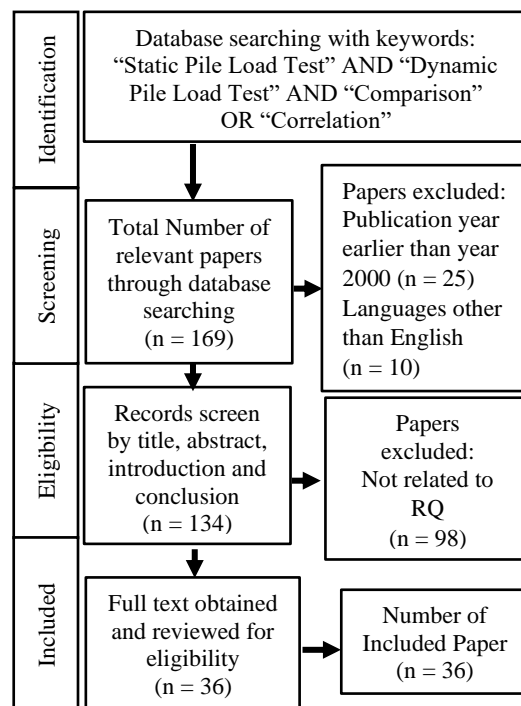 Identification
Database searching with keywords:
“Static Pile Load Test” AND “Dynamic
Pile Load Test” AND “Comparison”
OR “Correlation”
Screening
Total Number of
relevant papers
through database
searching
(n = 169)
Papers excluded:
Publication year
earlier than year
2000 (n = 25)
Languages other
than English
(n = 10)
Eligibility
Records screen
by title, abstract,
introduction and
conclusion
(n = 134)
Papers
excluded:
Not related to
RQ
(n = 98)
Included
Full text obtained
and reviewed for
eligibility
(n = 36)
Number of
Included Paper
(n = 36)